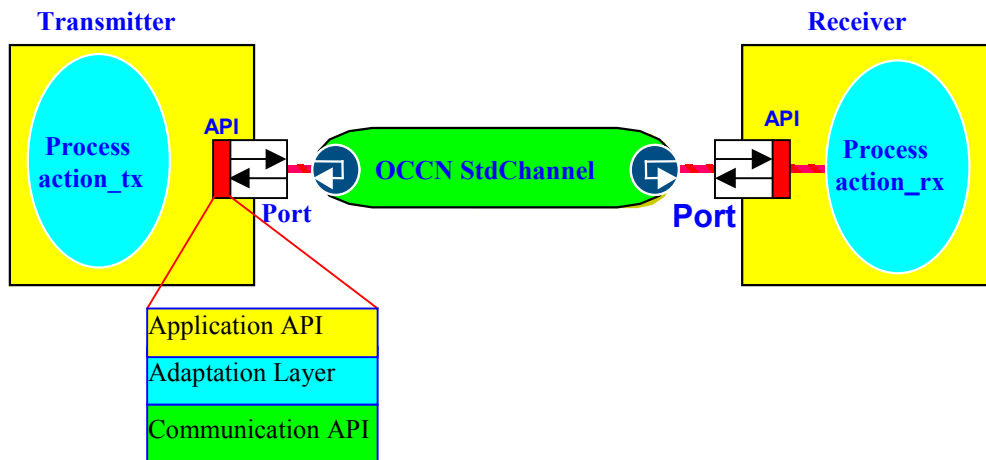 Transmitter
Receiver
API
API
Process
action_tx
OCCN StdChannel
Process
action_rx
Port
Port
Application API
Adaptation Layer
Communication API